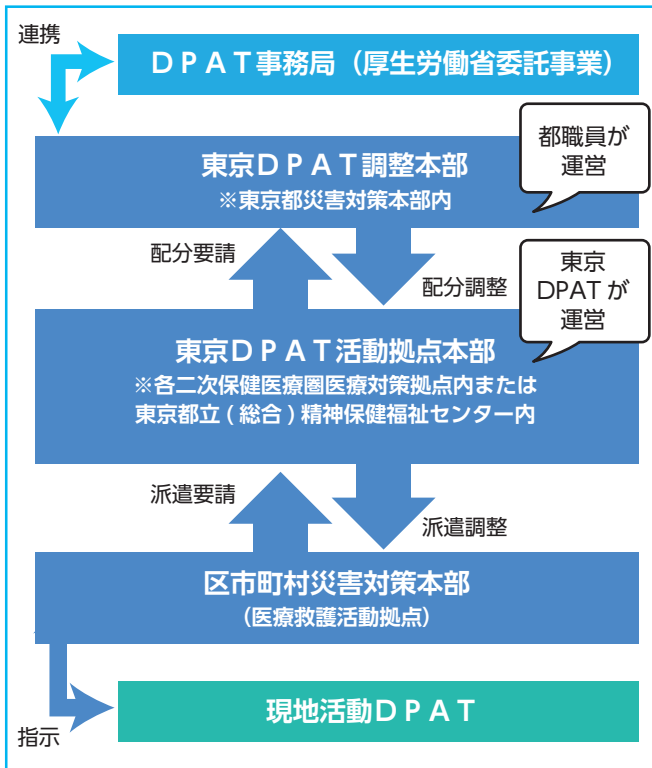 連携
ＤＰＡＴ事務局（厚生労働省委託事業）
東京ＤＰＡＴ調整本部
※東京都災害対策本部内
都職員が
運営
配分要請
配分調整
東京
DPAT が
運営
東京ＤＰＡＴ活動拠点本部
※各二次保健医療圏医療対策拠点内または
東京都立 ( 総合 ) 精神保健福祉センター内
派遣要請
派遣調整
区市町村災害対策本部
（医療救護活動拠点）
指示
現地活動ＤＰＡＴ